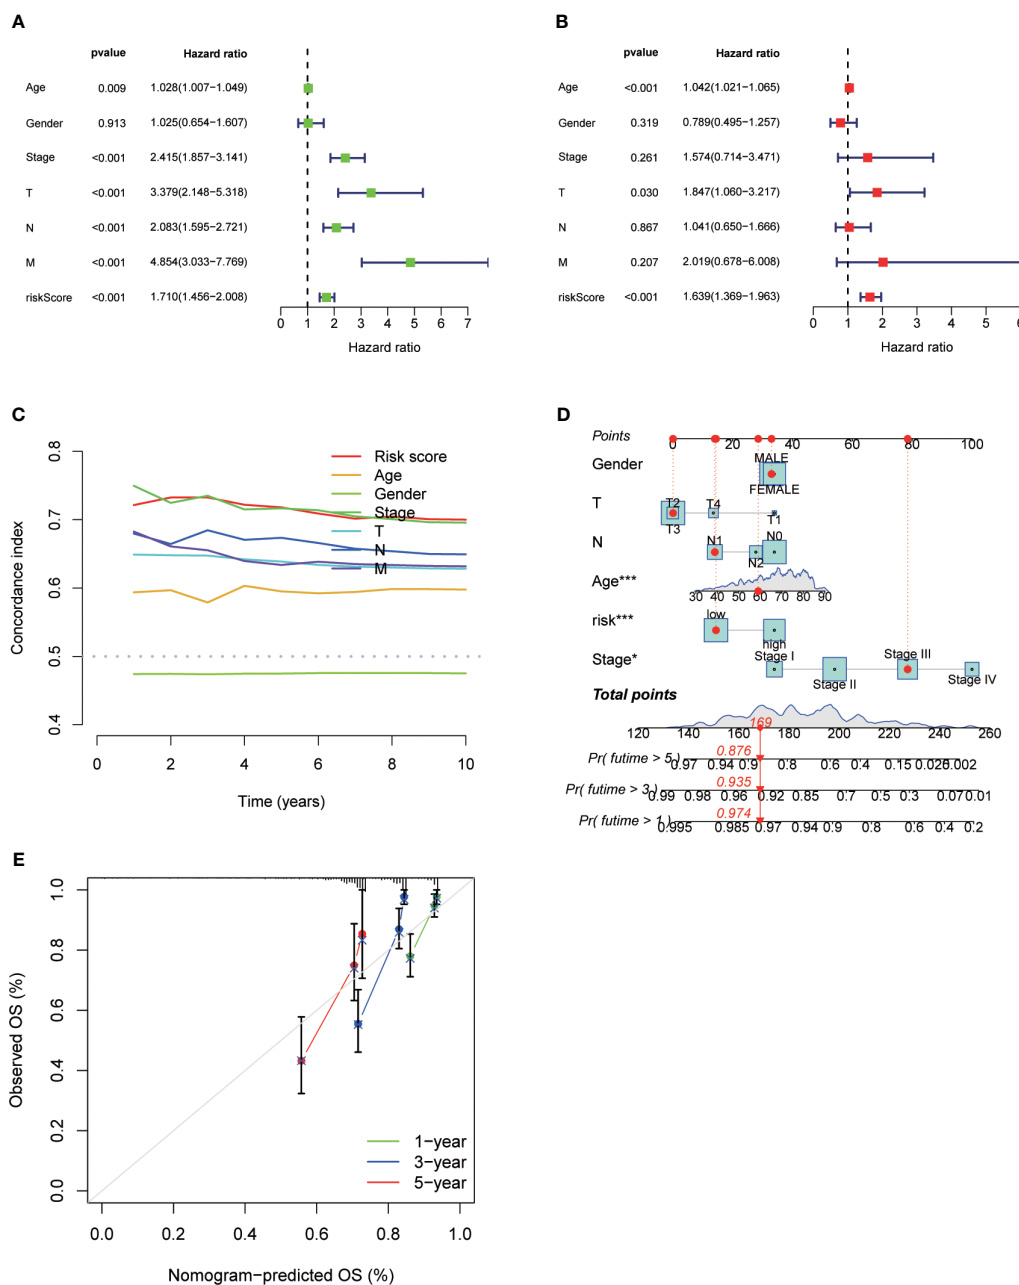 A
pvalue Hazard ratio
Age 0.009 1.028(1.007−1.049)
Gender 0.913 1.025(0.654−1.607)
Stage <0.001 2.415(1.857−3.141)
T <0.001 3.379(2.148−5.318)
N <0.001 2.083(1.595−2.721)
M <0.001 4.854(3.033−7.769)
riskScore <0.001 1.710(1.456−2.008)
0 1 2 3 4 5 6 7
Hazard ratio
B
pvalue Hazard ratio
Age <0.001 1.042(1.021−1.065)
Gender 0.319 0.789(0.495−1.257)
Stage 0.261 1.574(0.714−3.471)
T 0.030 1.847(1.060−3.217)
N 0.867 1.041(0.650−1.666)
M 0.207 2.019(0.678−6.008)
riskScore <0.001 1.639(1.369−1.963)
0 1 2 3 4 5 6
Hazard ratio
C
Concordance index
0.8
0.7
0.6
0.5
0.4
Risk score
Age
Gender
Stage
T
N
M
0 2 4 6 8 10
Time (years)
D
Points
0 20 40 60 80 100
Gender
MALE
FEMALE
T
T2 T4
T3 T1
N
N1 N0
N2
Age***
30 40 50 60 70 80 90
risk***
low
high
Stage*
Stage I Stage III
Stage II Stage IV
Total points
169
120 140 160 180 200 220 240 260
0.876
Pr( futime > 5 )
0.97 0.94 0.9 0.8 0.6 0.4 0.15 0.025 0.002
0.935
Pr( futime > 3 )
0.99 0.98 0.96 0.92 0.85 0.7 0.5 0.3 0.07 0.01
0.974
Pr( futime > 1 )
0.995 0.985 0.97 0.94 0.9 0.8 0.6 0.4 0.2
E
Observed OS (%)
1.0
0.8
0.6
0.4
0.2
0.0
1−year
3−year
5−year
0.0 0.2 0.4 0.6 0.8 1.0
Nomogram−predicted OS (%)